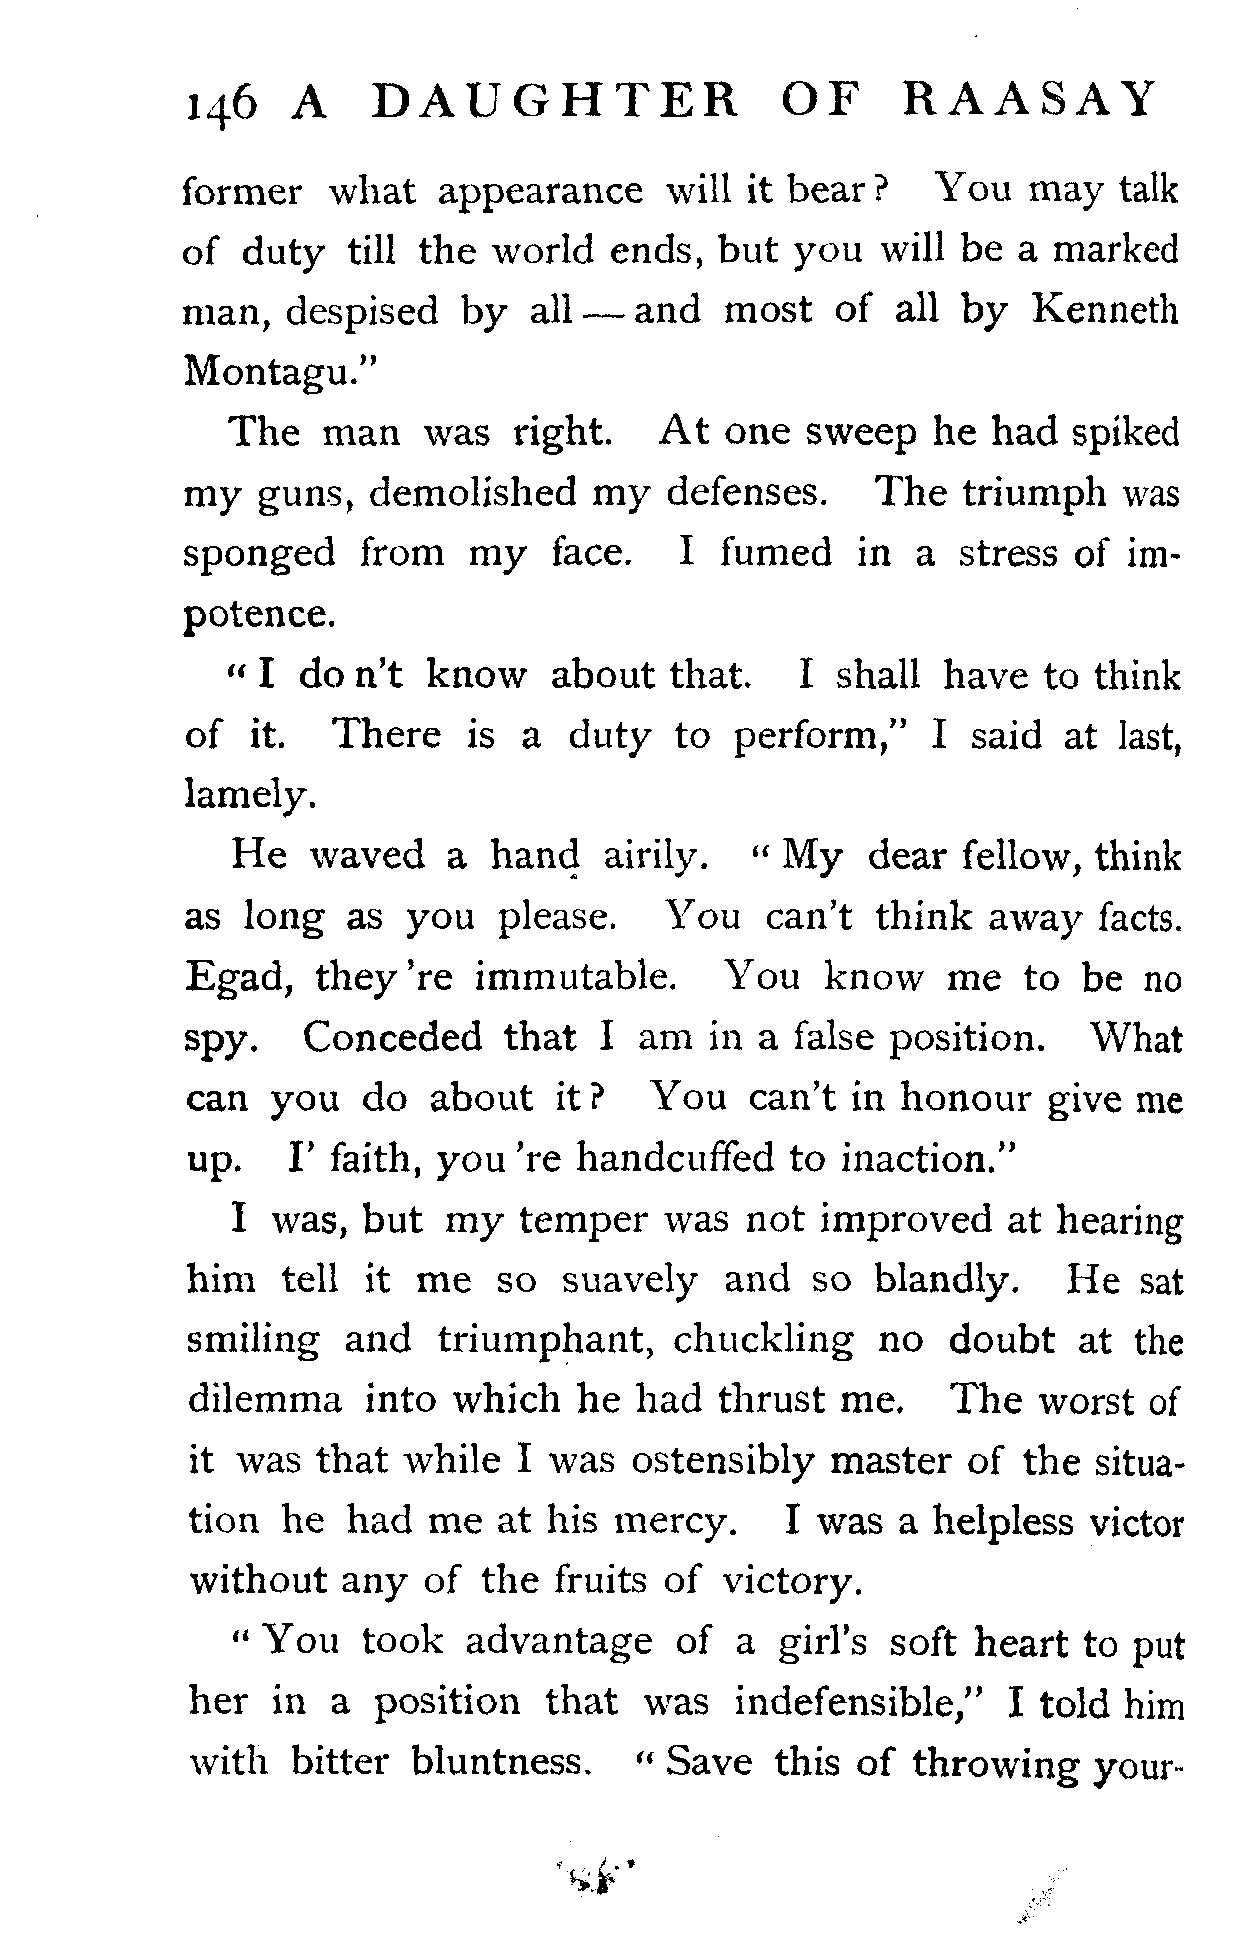 146 A DAUGHTER OF RAASAY
former what appearance will it bear? You may talk
of duty till the world ends, but you will be a marked
man, despised by all — and most of all by Kenneth
Montagu."
The man was right. At one sweep he had spiked
my guns, demolished my defenses. The triumph was
sponged from my face. I fumed in a stress of im-
potence.
" I do n't know about that. I shall have to think
of it. There is a duty to perform," I said at last,
lamely.
He waved a hand airily. " My dear fellow, think
as long as you please. You can't think away facts.
Egad, they 're immutable. You know me to be no
spy. Conceded that I am in a false position. What
can you do about it? You can't in honour give me
up. I' faith, you 're handcuffed to inaction."
I was, but my temper was not improved at hearing
him tell it me so suavely and so blandly. He sat
smiling and triumphant, chuckling no doubt at the
dilemma into which he had thrust me. The worst of
it was that while I was ostensibly master of the situa-
tion he had me at his mercy. I was a helpless victor
without any of the fruits of victory.
" You took advantage of a girl's soft heart to put
her in a position that was indefensible," I told him
with bitter bluntness. " Save this of throwing your-